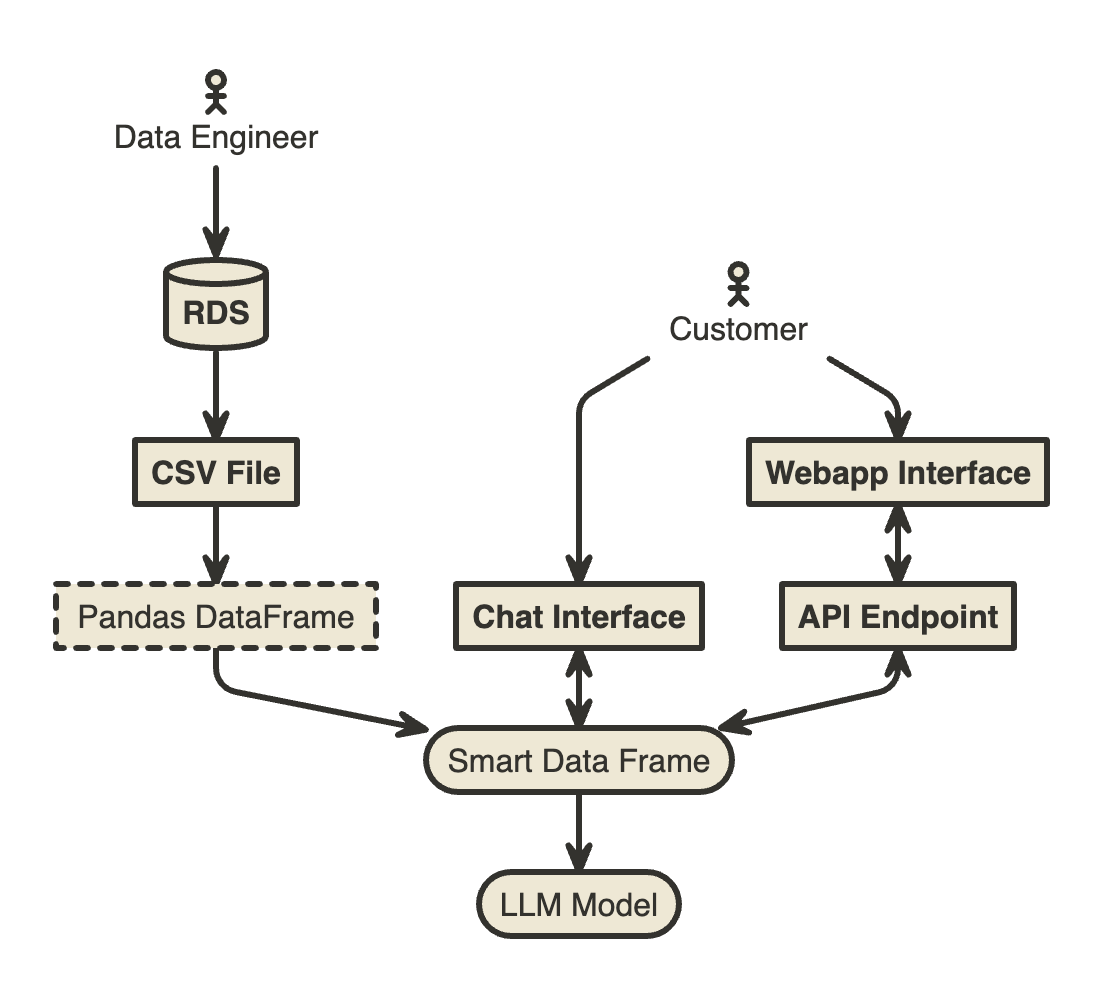 Data Engineer
RDS
Customer
CSV File
Webapp Interface
Pandas DataFrame
Chat Interface
API Endpoint
Smart Data Frame
LLM Model